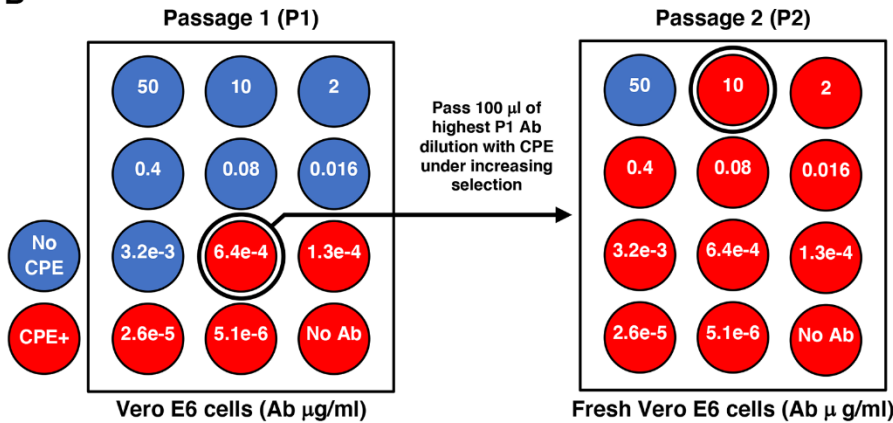 Passage 1 (P1)
Passage 2 (P2)
50 10 2
0.4 0.08 0.016
3.2e-3 6.4e-4 1.3e-4
2.6e-5 5.1e-6 No Ab
No
CPE
CPE+
Vero E6 cells (Ab µg/ml)
Pass 100 µl of
highest P1 Ab
dilution with CPE
under increasing
selection
50 10 2
0.4 0.08 0.016
3.2e-3 6.4e-4 1.3e-4
2.6e-5 5.1e-6 No Ab
Fresh Vero E6 cells (Ab µ g/ml)